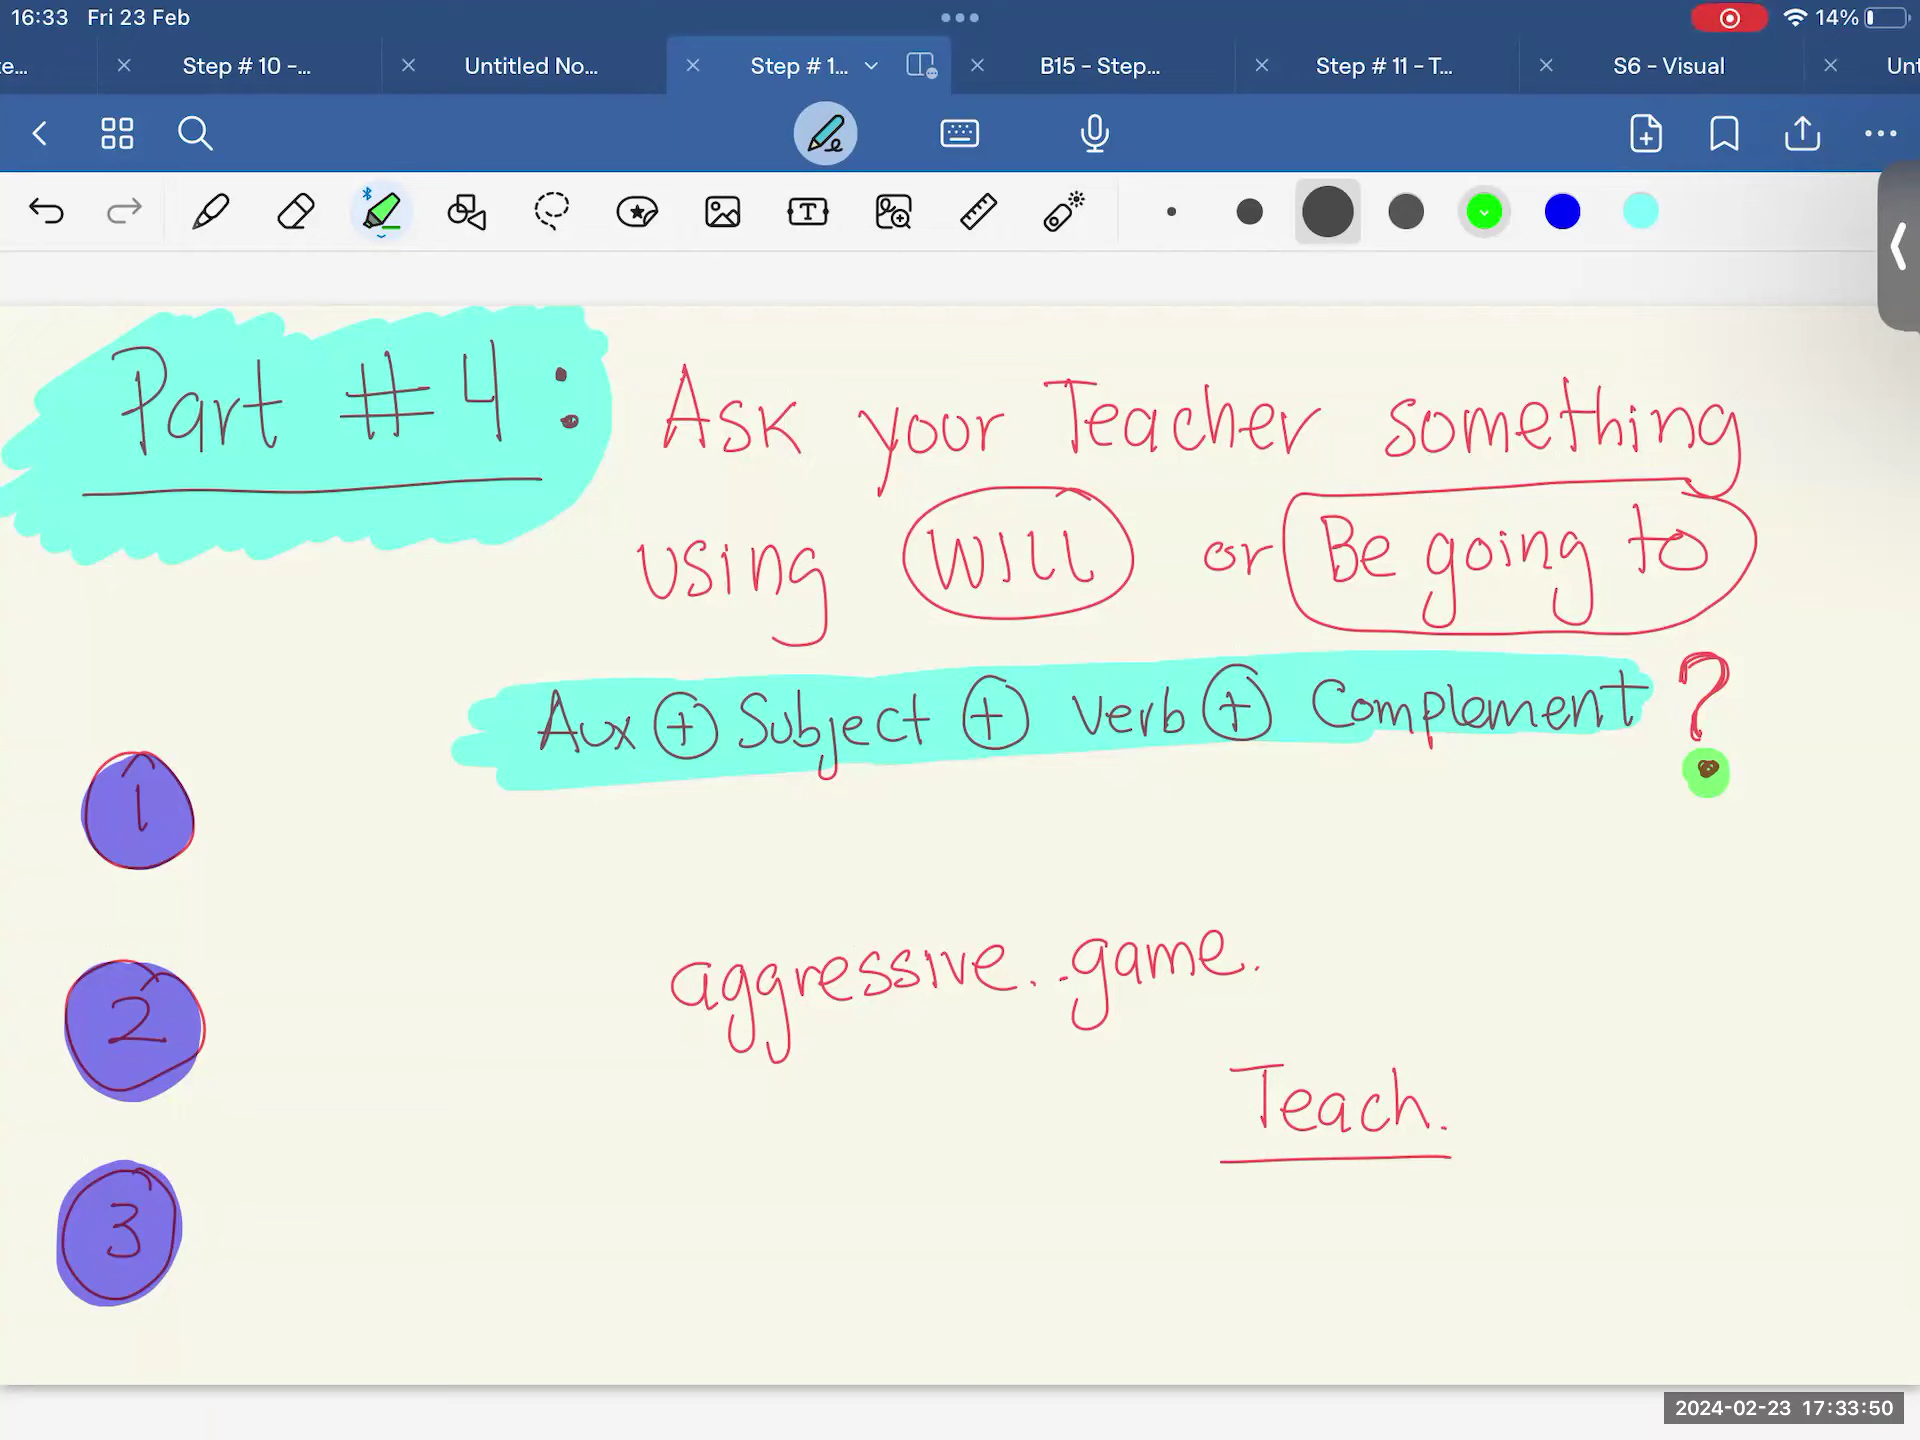 16:33 Fri 23 Feb 14%
e... Step # 10 -... Untitled No... Step # 1... B15 - Step... Step # 11 - T... S6 - Visual Unt
Part # 4 : Ask your Teacher something
using WILL or Be going to
Aux + Subject + Verb + Complement ?
1
aggressive. .game.
2
Teach.
3
2024-02-23 17:33:50